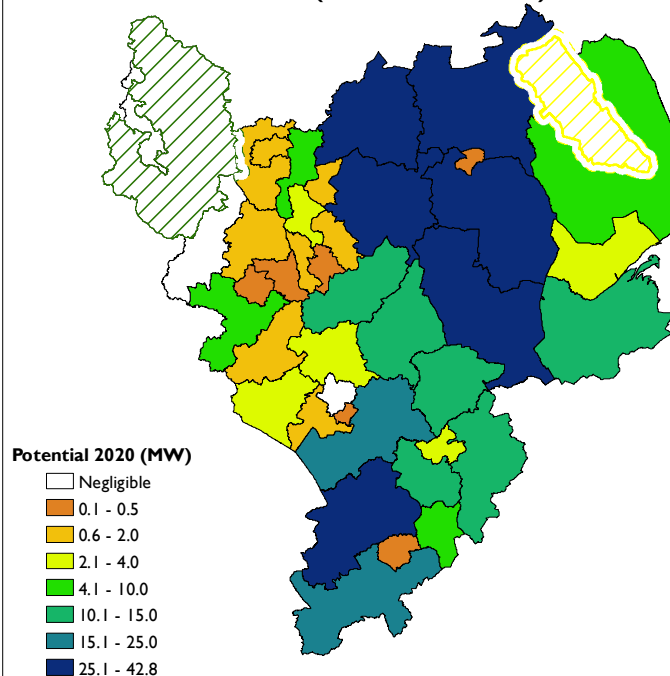 Potential 2020 (MW)
Negligible
0.1 - 0.5
0.6 - 2.0
2.1 - 4.0
4.1 - 10.0
10.1 - 15.0
15.1 - 25.0
25.1 - 42.8